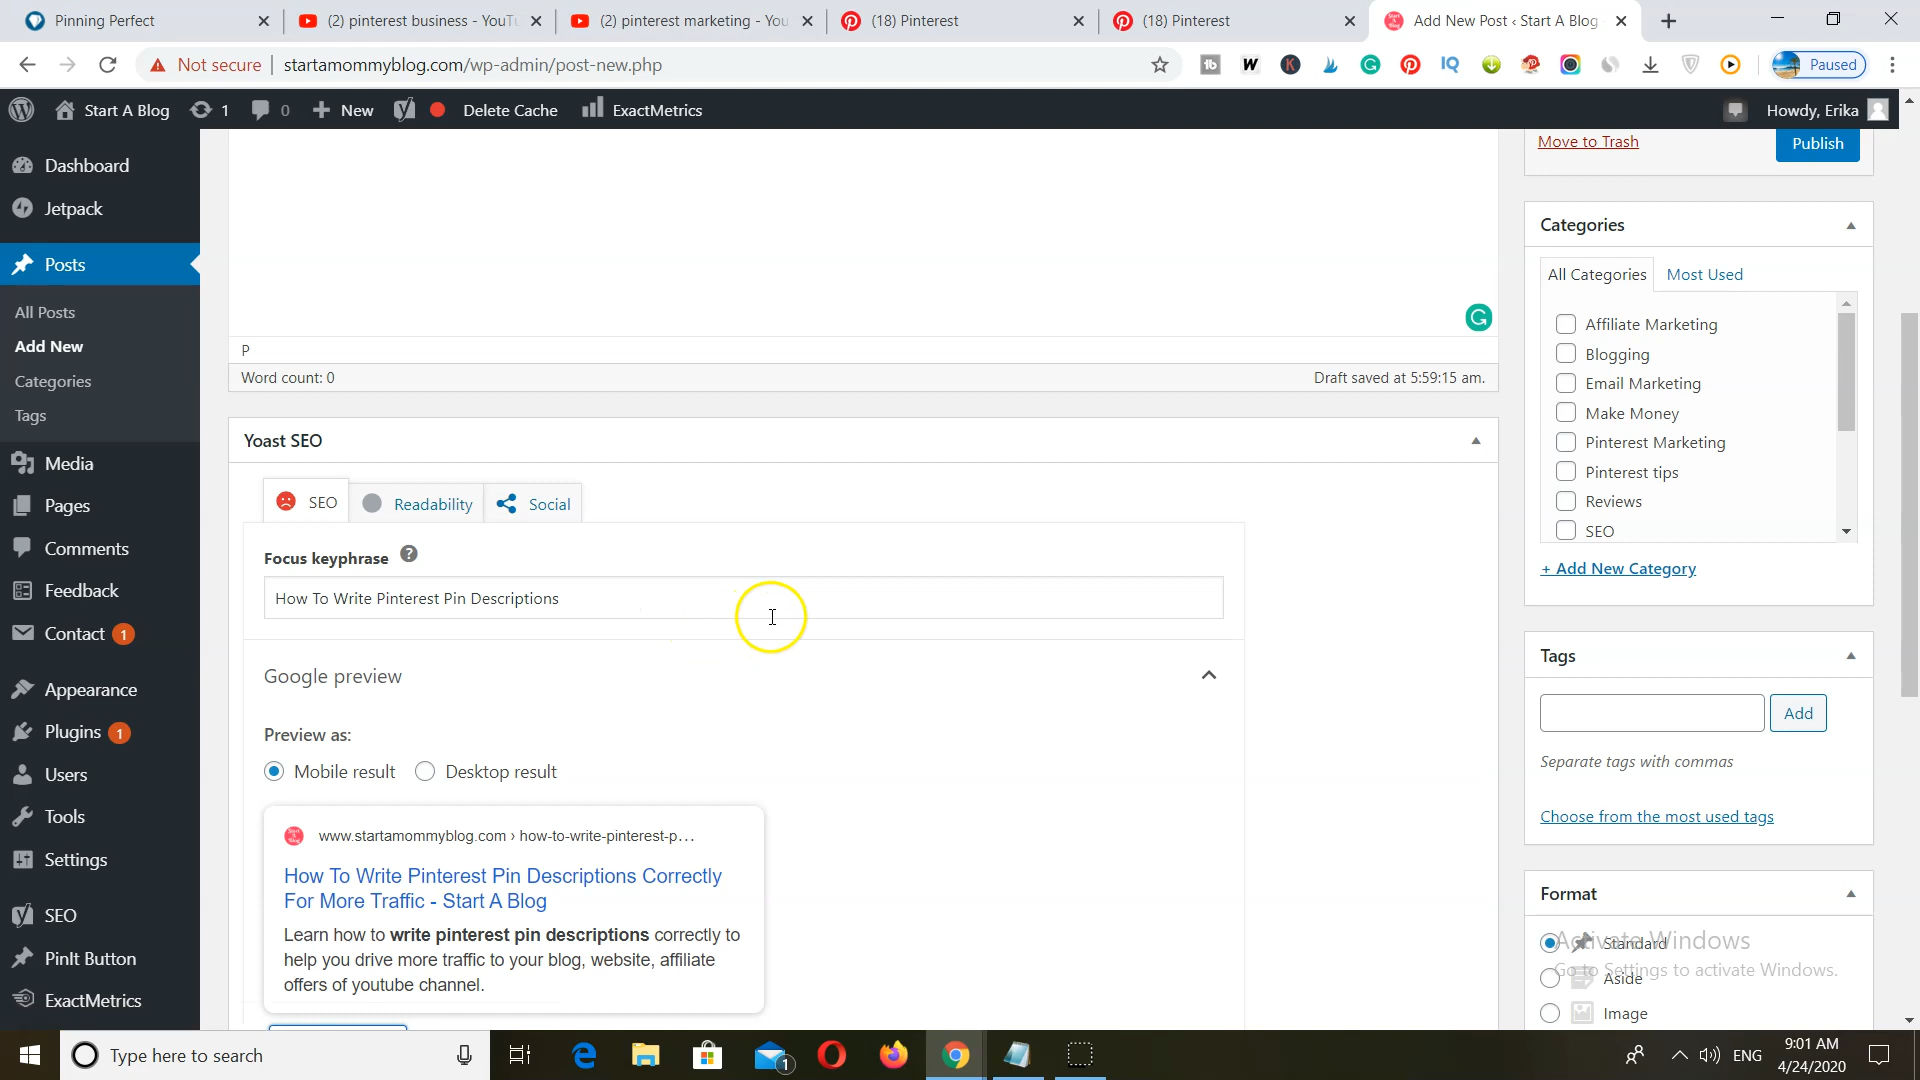 Pinning Perfect
(2) pinterest business - YouTu
(2) pinterest marketing - You
(18) Pinterest
(18) Pinterest
Add New Post ‹ Start A Blog
Not secure
startamommyblog.com/wp-admin/post-new.php
Paused
Start A Blog
1
0
New
Delete Cache
ExactMetrics
Howdy, Erika
Dashboard
Jetpack
Posts
All Posts
Add New
Categories
Tags
Media
Pages
Comments
Feedback
Contact 1
Appearance
Plugins 1
Users
Tools
Settings
SEO
PinIt Button
ExactMetrics
P
Word count: 0
Draft saved at 5:59:15 am.
Yoast SEO
SEO
Readability
Social
Focus keyphrase
How To Write Pinterest Pin Descriptions
Google preview
Preview as:
Mobile result
Desktop result
www.startamommyblog.com › how-to-write-pinterest-p...
How To Write Pinterest Pin Descriptions Correctly
For More Traffic - Start A Blog
Learn how to write pinterest pin descriptions correctly to
help you drive more traffic to your blog, website, affiliate
offers of youtube channel.
Move to Trash
Publish
Categories
All Categories
Most Used
Affiliate Marketing
Blogging
Email Marketing
Make Money
Pinterest Marketing
Pinterest tips
Reviews
SEO
+ Add New Category
Tags
Add
Separate tags with commas
Choose from the most used tags
Format
Standard
Aside
Image
Activate Windows
Go to Settings to activate Windows.
Type here to search
1
ENG
9:01 AM
4/24/2020